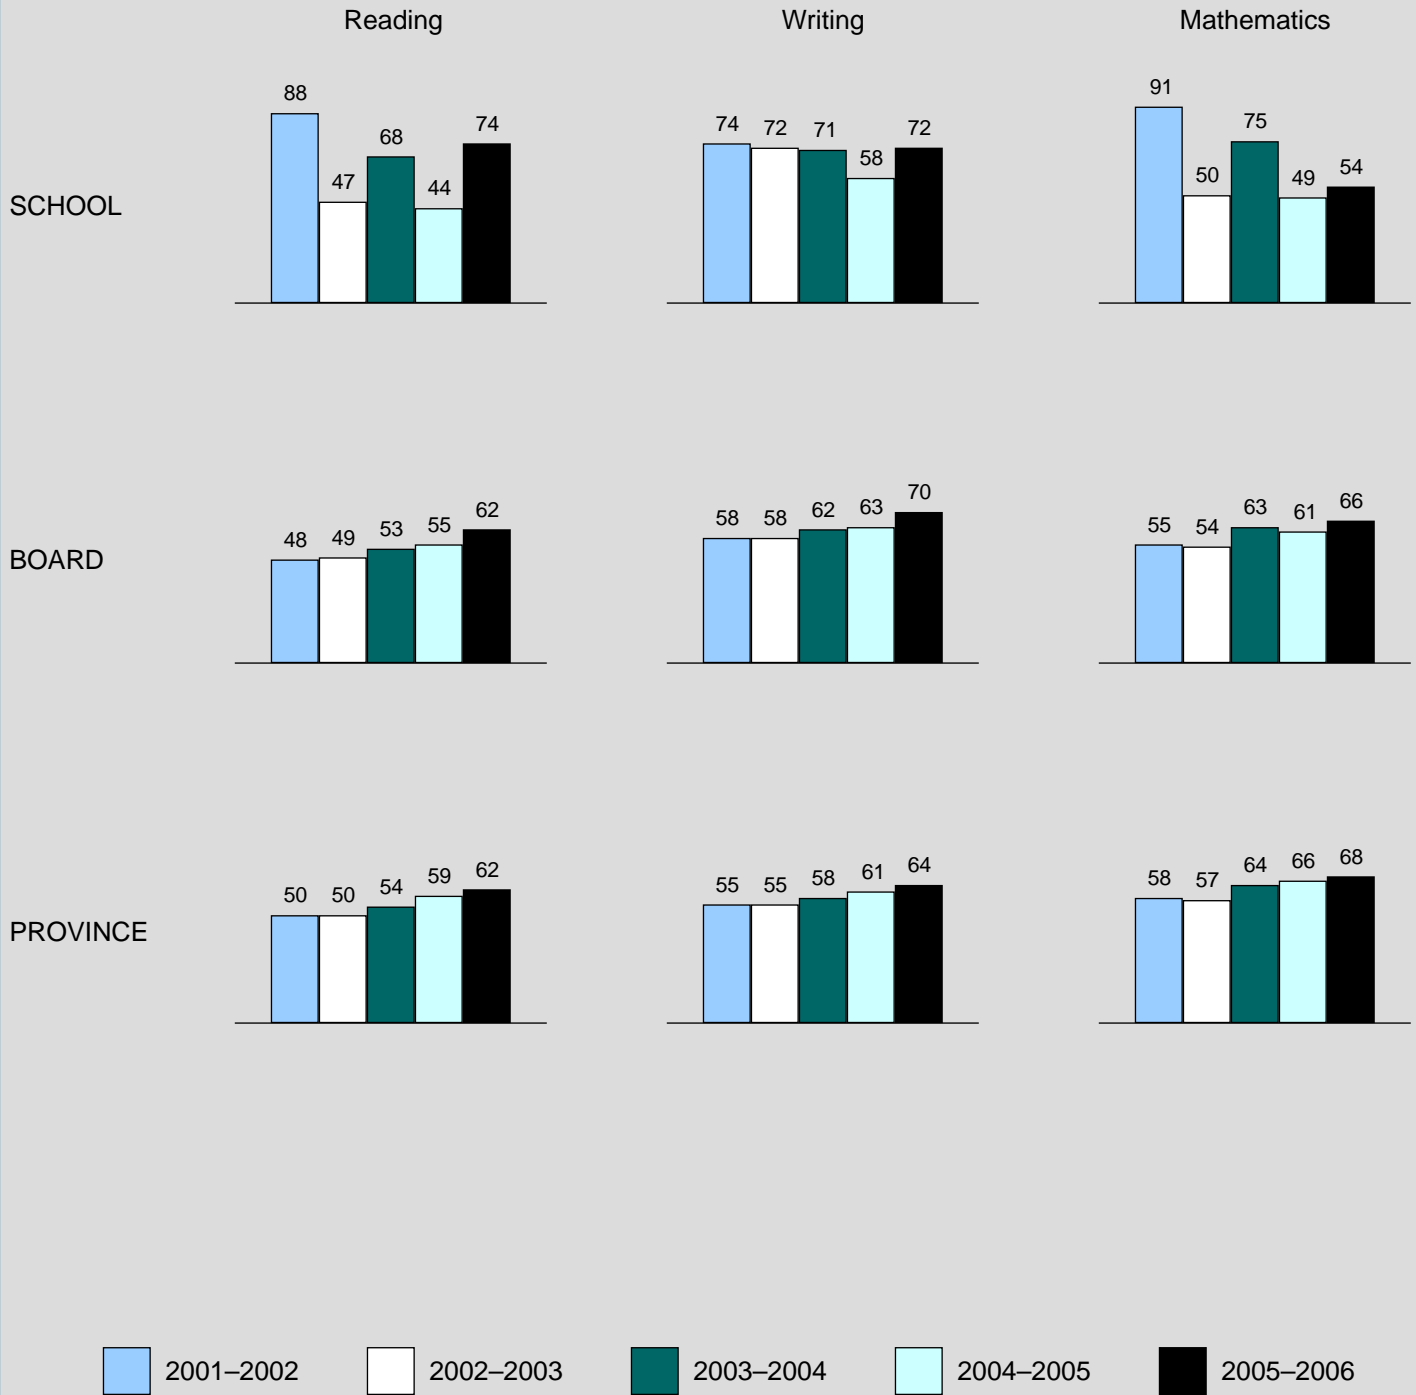 Reading Writing Mathematics
88 47 68 44 74 74 72 71 58 72 91 50 75 49 54
SCHOOL
48 49 53 55 62 58 58 62 63 70 55 54 63 61 66
BOARD
50 50 54 59 62 55 55 58 61 64 58 57 64 66 68
PROVINCE
2001–2002 2002–2003 2003–2004 2004–2005 2005–2006